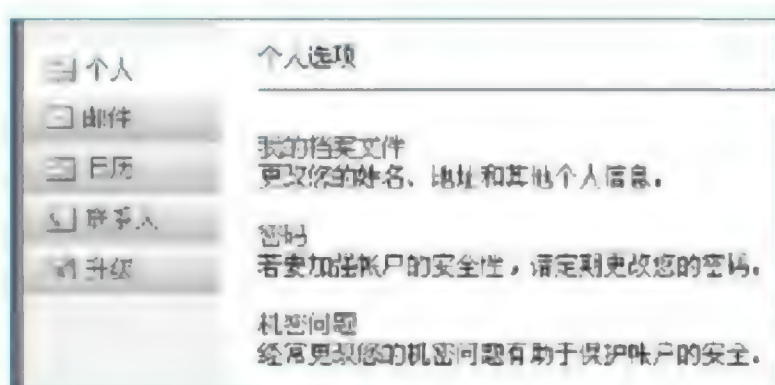 个人
邮件
日历
联系人
升级
个人选项
我的档案文件
更改您的姓名、地址和其他个人信息。
密码
若要加强帐户的安全性，请定期更改您的密码。
机密问题
经常更改您的机密问题有助于保护帐户的安全。